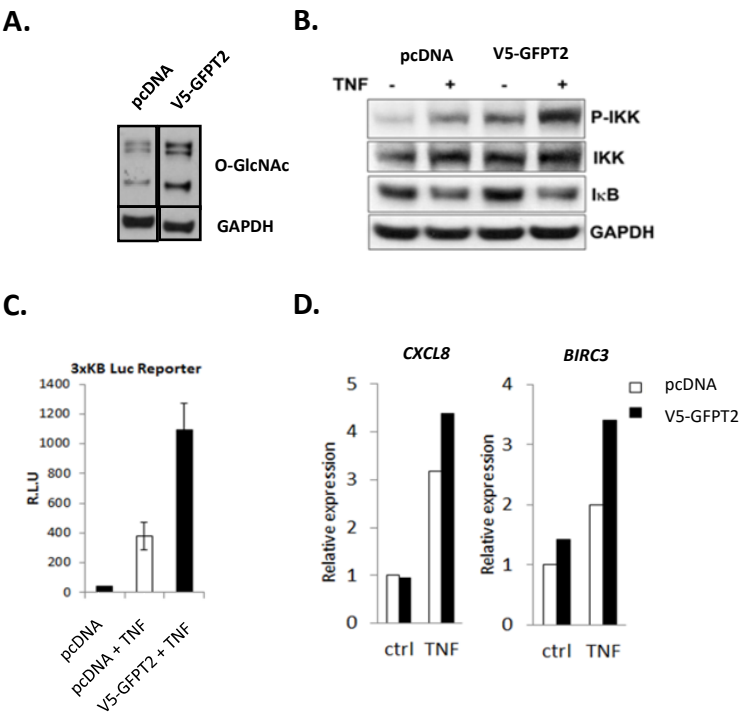 A.
pcDNA
V5-GFPT2
O-GlcNAc
GAPDH
B.
pcDNA V5-GFPT2
TNF - + - +
P-IKK
IKK
IκB
GAPDH
C.
3xKB Luc Reporter
1400
1200
1000
800
600
400
200
0
R.L.U
pcDNA
pcDNA + TNF
V5-GFPT2 + TNF
D.
CXCL8
5
4
3
2
1
0
Relative expression
ctrl TNF
BIRC3
4
3
2
1
0
Relative expression
ctrl TNF
pcDNA
V5-GFPT2